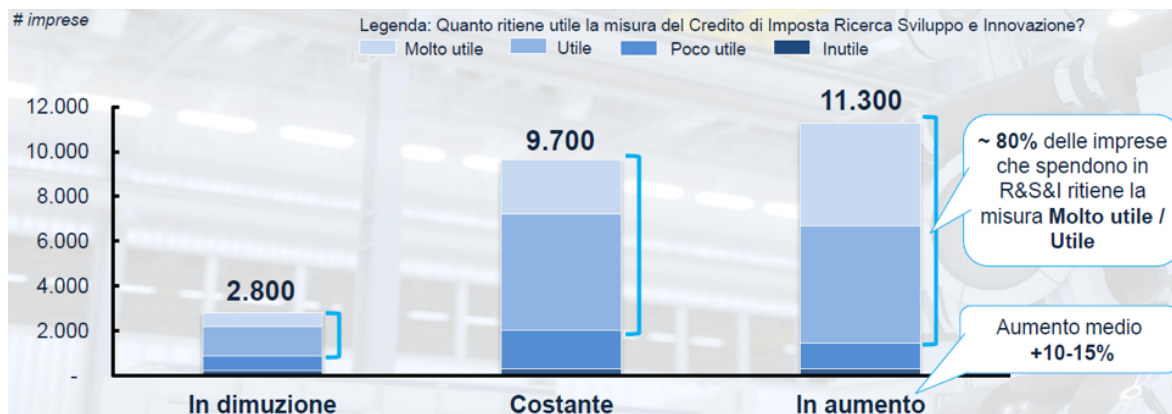 # imprese
Legenda: Quanto ritiene utile la misura del Credito di Imposta Ricerca Sviluppo e Innovazione?
Molto utile
Utile
Poco utile
Inutile
12.000
10.000
8.000
6.000
4.000
2.000
-
2.800
9.700
11.300
~ 80% delle imprese
che spendono in
R&S&I ritiene la
misura Molto utile /
Utile
Aumento medio
+10-15%
In dimuzione
Costante
In aumento